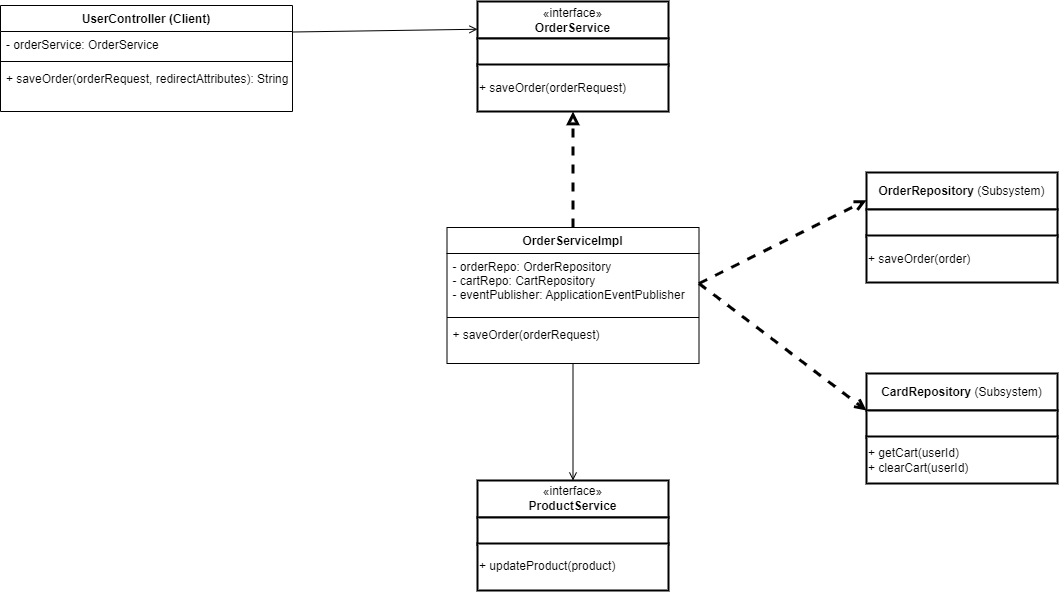 UserController (Client)
- orderService: OrderService
+ saveOrder(orderRequest, redirectAttributes): String
«interface»
OrderService
+ saveOrder(orderRequest)
OrderServiceImpl
- orderRepo: OrderRepository
- cartRepo: CartRepository
- eventPublisher: ApplicationEventPublisher
+ saveOrder(orderRequest)
OrderRepository (Subsystem)
+ saveOrder(order)
CardRepository (Subsystem)
+ getCart(userId)
+ clearCart(userId)
«interface»
ProductService
+ updateProduct(product)